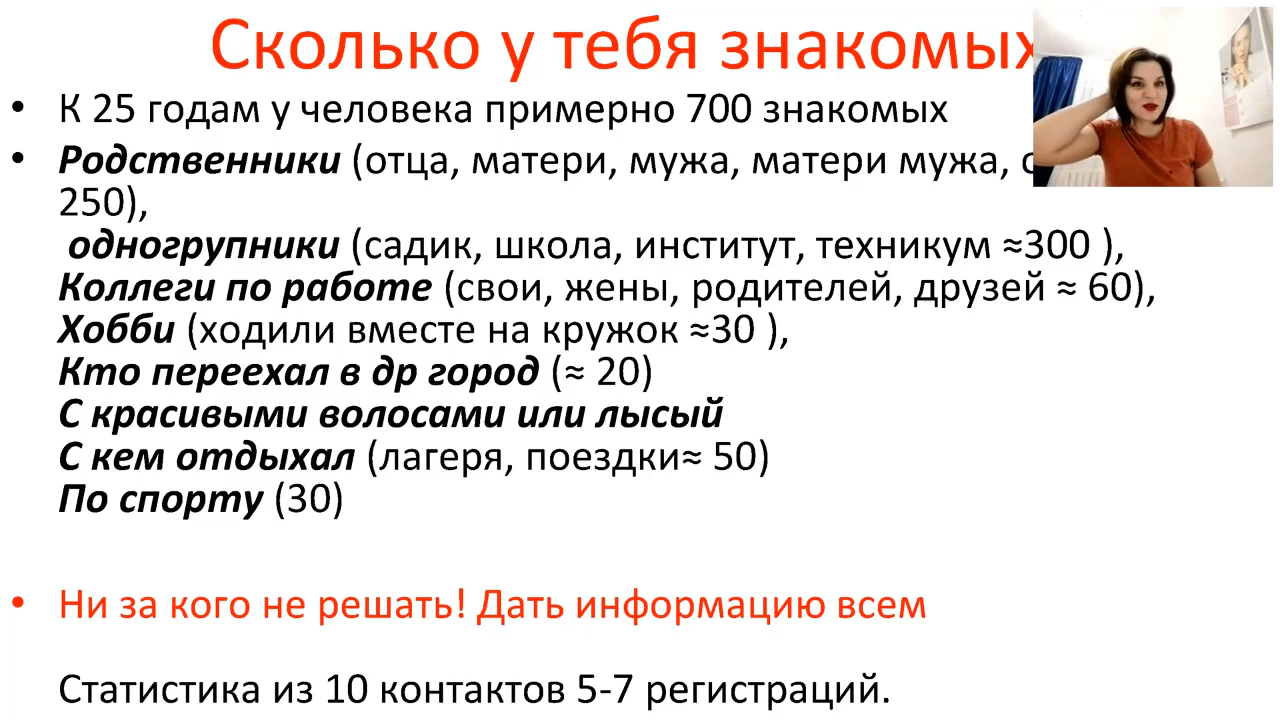 Сколько у тебя знакомых
• К 25 годам у человека примерно 700 знакомых
• Родственники (отца, матери, мужа, матери мужа,
250),
одногрупники (садик, школа, институт, техникум ≈300 ),
Коллеги по работе (свои, жены, родителей, друзей ≈ 60),
Хобби (ходили вместе на кружок ≈30 ),
Кто переехал в др город (≈ 20)
С красивыми волосами или лысый
С кем отдыхал (лагеря, поездки≈ 50)
По спорту (30)
• Ни за кого не решать! Дать информацию всем
Статистика из 10 контактов 5-7 регистраций.